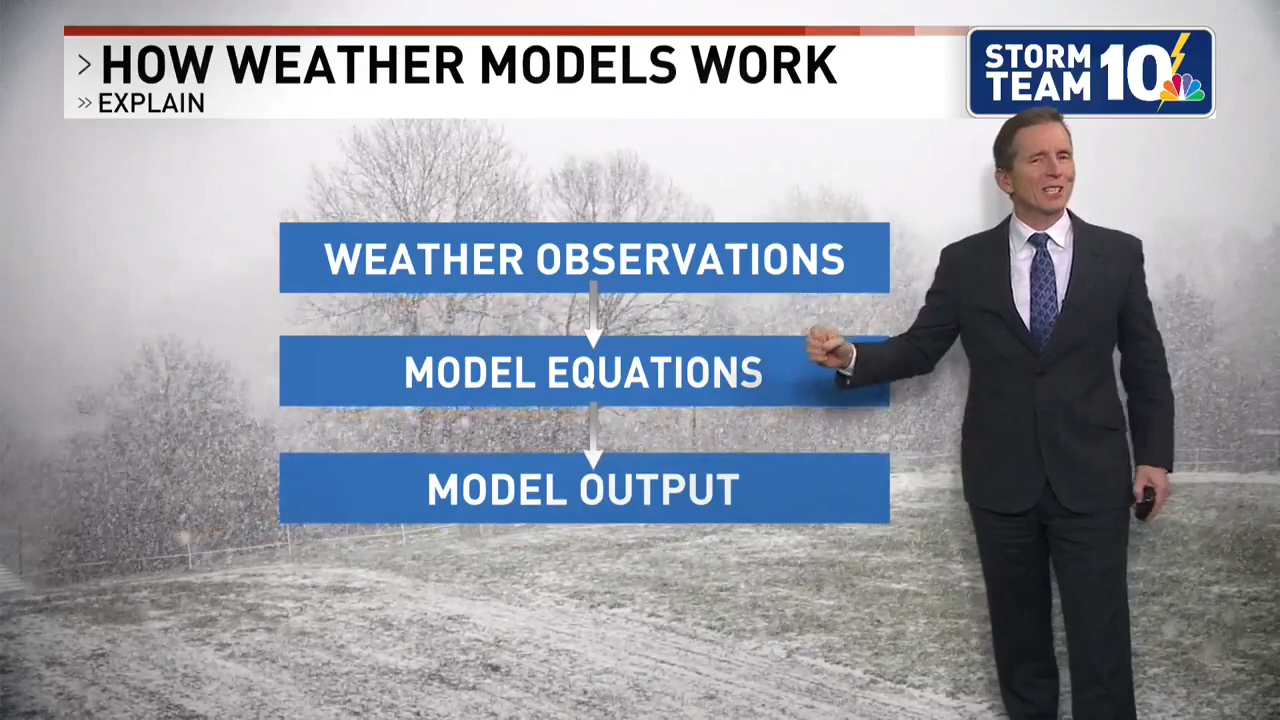 > HOW WEATHER MODELS WORK
» EXPLAIN
STORM
TEAM 10
WEATHER OBSERVATIONS
MODEL EQUATIONS
MODEL OUTPUT